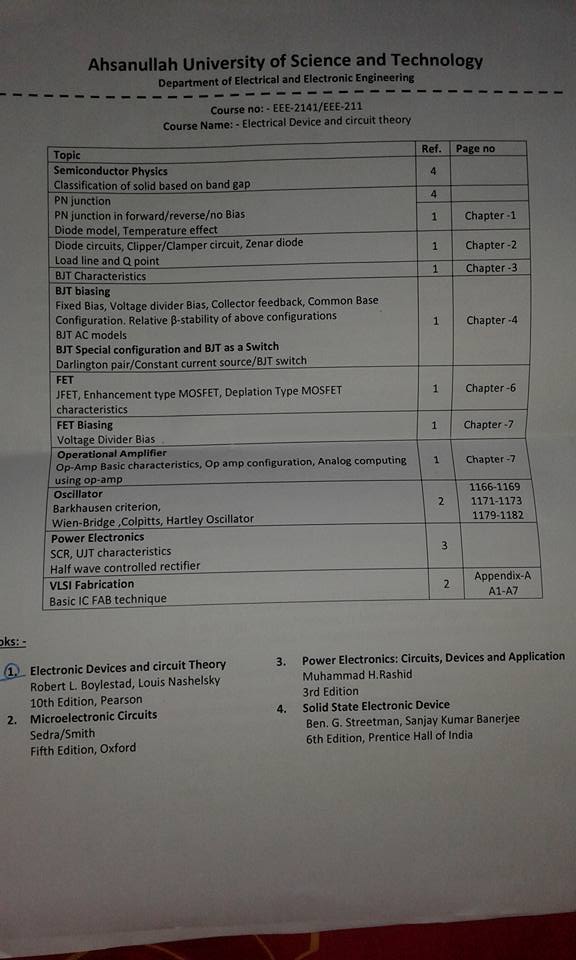 Ahsanullah University of Science and Technology
Department of Electrical and Electronic Engineering
Course no: - EEE-2141/EEE-211
Course Name: - Electrical Device and circuit theory
Topic Ref. Page no
Semiconductor Physics
Classification of solid based on band gap 4
PN junction 4
PN junction in forward/reverse/no Bias 1 Chapter -1
Diode model, Temperature effect
Diode circuits, Clipper/Clamper circuit, Zenar diode 1 Chapter -2
Load line and Q point
BJT Characteristics 1 Chapter -3
BJT biasing
Fixed Bias, Voltage divider Bias, Collector feedback, Common Base
Configuration. Relative β-stability of above configurations 1 Chapter -4
BJT AC models
BJT Special configuration and BJT as a Switch
Darlington pair/Constant current source/BJT switch
FET
JFET, Enhancement type MOSFET, Deplation Type MOSFET 1 Chapter -6
characteristics
FET Biasing 1 Chapter -7
Voltage Divider Bias
Operational Amplifier
Op-Amp Basic characteristics, Op amp configuration, Analog computing 1 Chapter -7
using op-amp
Oscillator 1166-1169
Barkhausen criterion, 2 1171-1173
Wien-Bridge ,Colpitts, Hartley Oscillator 1179-1182
Power Electronics
SCR, UJT characteristics 3
Half wave controlled rectifier
VLSI Fabrication 2 Appendix-A
Basic IC FAB technique A1-A7
oks: -
1. Electronic Devices and circuit Theory
Robert L. Boylestad, Louis Nashelsky
10th Edition, Pearson
2. Microelectronic Circuits
Sedra/Smith
Fifth Edition, Oxford
3. Power Electronics: Circuits, Devices and Application
Muhammad H.Rashid
3rd Edition
4. Solid State Electronic Device
Ben. G. Streetman, Sanjay Kumar Banerjee
6th Edition, Prentice Hall of India